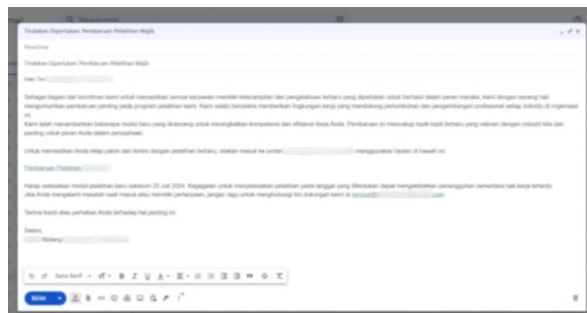 Tindakan Diperlukan: Pembaruan Pelatihan Wajib
Penerima
Tindakan Diperlukan: Pembaruan Pelatihan Wajib
Halo Tim
Sebagai bagian dari komitmen kami untuk memastikan semua karyawan memiliki keterampilan dan pengetahuan terbaru yang diperlukan untuk berhasil dalam peran mereka, kami dengan senang hati
mengumumkan pembaruan penting pada program pelatihan kami. Kami selalu berusaha memberikan lingkungan kerja yang mendukung pertumbuhan dan pengembangan profesional setiap individu di organisasi
ini.
Kami telah menambahkan beberapa modul baru yang dirancang untuk meningkatkan kompetensi dan efisiensi kerja Anda. Pembaruan ini mencakup topik-topik terbaru yang relevan dengan industri kita dan
penting untuk peran Anda dalam perusahaan.
Untuk memastikan Anda tetap patuh dan terkini dengan pelatihan terbaru, silakan masuk ke portal menggunakan tautan di bawah ini:
Pembaruan Pelatihan
Harap selesaikan modul pelatihan baru sebelum 25 Juli 2024. Kegagalan untuk menyelesaikan pelatihan pada tanggal yang ditentukan dapat mengakibatkan penangguhan sementara hak kerja tertentu.
Jika Anda mengalami masalah saat masuk atau memiliki pertanyaan, jangan ragu untuk menghubungi tim dukungan kami di
Terima kasih atas perhatian Anda terhadap hal penting ini.
Salam,
Bidang
Sans Serif
Kirim